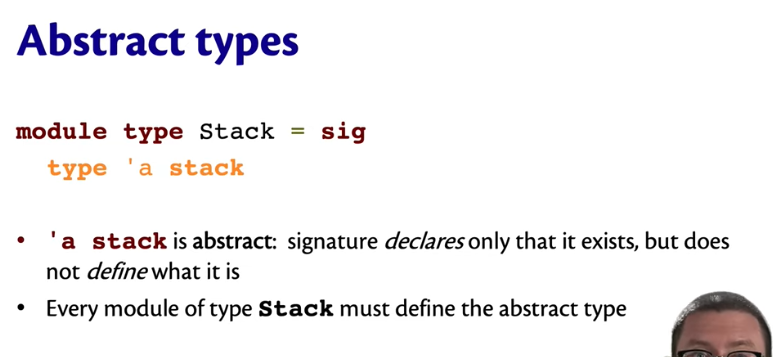 Abstract types
module type Stack = sig
type 'a stack
• 'a stack is abstract: signature declares only that it exists, but does
not define what it is
• Every module of type Stack must define the abstract type